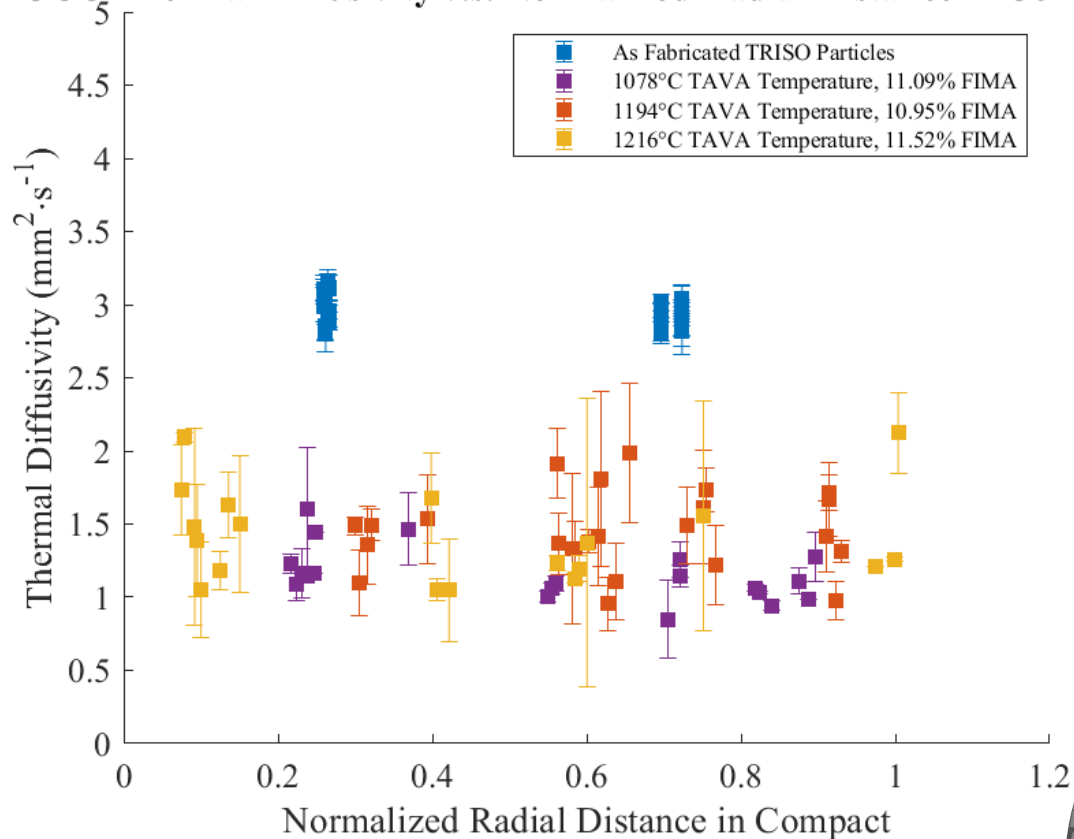 As Fabricated TRISO Particles
1078°C TAVA Temperature, 11.09% FIMA
1194°C TAVA Temperature, 10.95% FIMA
1216°C TAVA Temperature, 11.52% FIMA
5
4.5
4
3.5
3
2.5
2
1.5
1
0.5
0
Thermal Diffusivity (mm²·s⁻¹)
0 0.2 0.4 0.6 0.8 1 1.2
Normalized Radial Distance in Compact